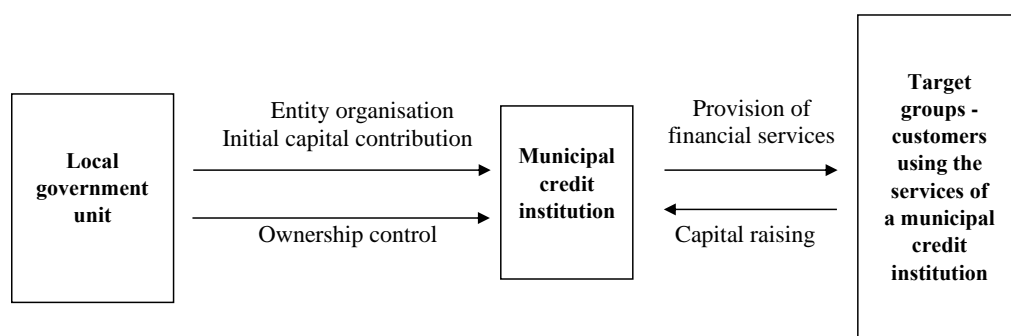 Local
government
unit
Entity organisation
Initial capital contribution
Ownership control
Municipal
credit
institution
Provision of
financial services
Capital raising
Target
groups -
customers
using the
services of
a municipal
credit
institution